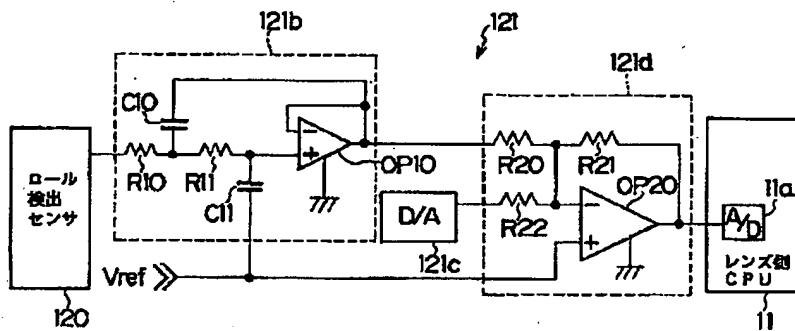 121b
121
121d
C10
R10
R11
C11
OP10
ロール
検出
センサ
120
Vref
D/A
121c
R20
R21
R22
OP20
11a
A/D
レンズ側
CPU
11